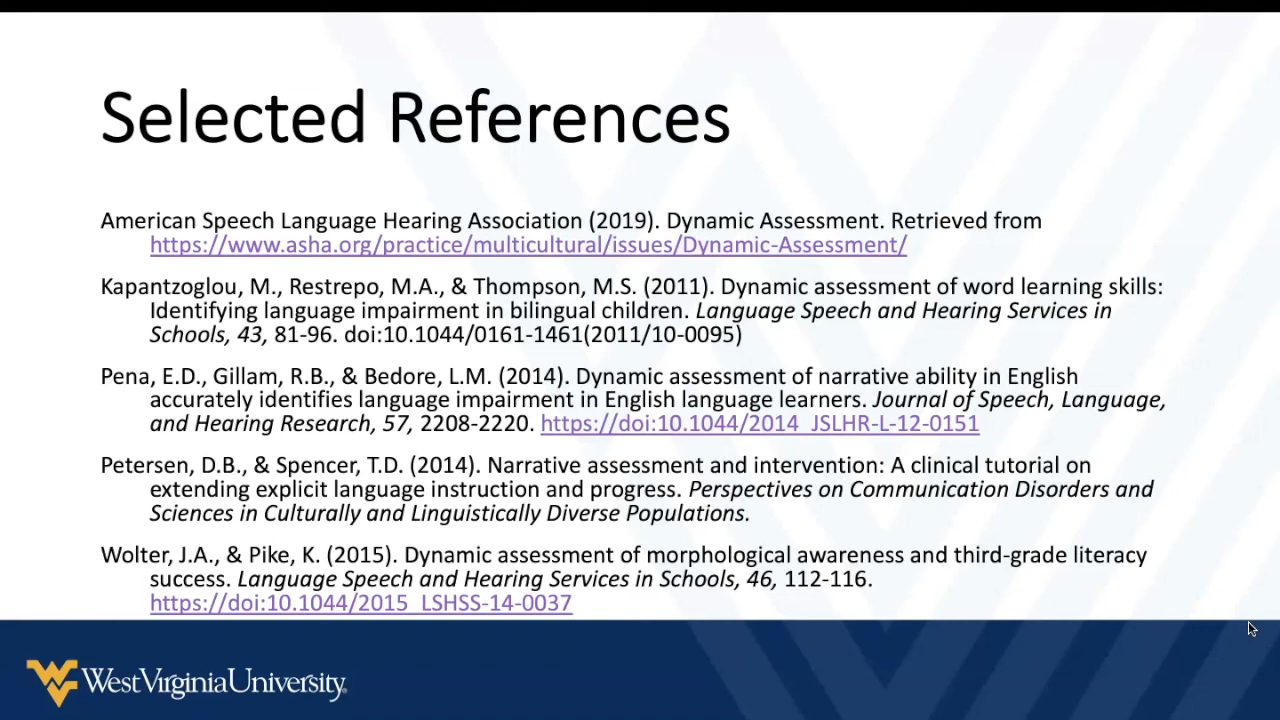 Selected References
American Speech Language Hearing Association (2019). Dynamic Assessment. Retrieved from
https://www.asha.org/practice/multicultural/issues/Dynamic-Assessment/
Kapantzoglou, M., Restrepo, M.A., & Thompson, M.S. (2011). Dynamic assessment of word learning skills:
Identifying language impairment in bilingual children. Language Speech and Hearing Services in
Schools, 43, 81-96. doi:10.1044/0161-1461(2011/10-0095)
Pena, E.D., Gillam, R.B., & Bedore, L.M. (2014). Dynamic assessment of narrative ability in English
accurately identifies language impairment in English language learners. Journal of Speech, Language,
and Hearing Research, 57, 2208-2220. https://doi:10.1044/2014_JSLHR-L-12-0151
Petersen, D.B., & Spencer, T.D. (2014). Narrative assessment and intervention: A clinical tutorial on
extending explicit language instruction and progress. Perspectives on Communication Disorders and
Sciences in Culturally and Linguistically Diverse Populations.
Wolter, J.A., & Pike, K. (2015). Dynamic assessment of morphological awareness and third-grade literacy
success. Language Speech and Hearing Services in Schools, 46, 112-116.
https://doi:10.1044/2015_LSHSS-14-0037
WestVirginiaUniversity.